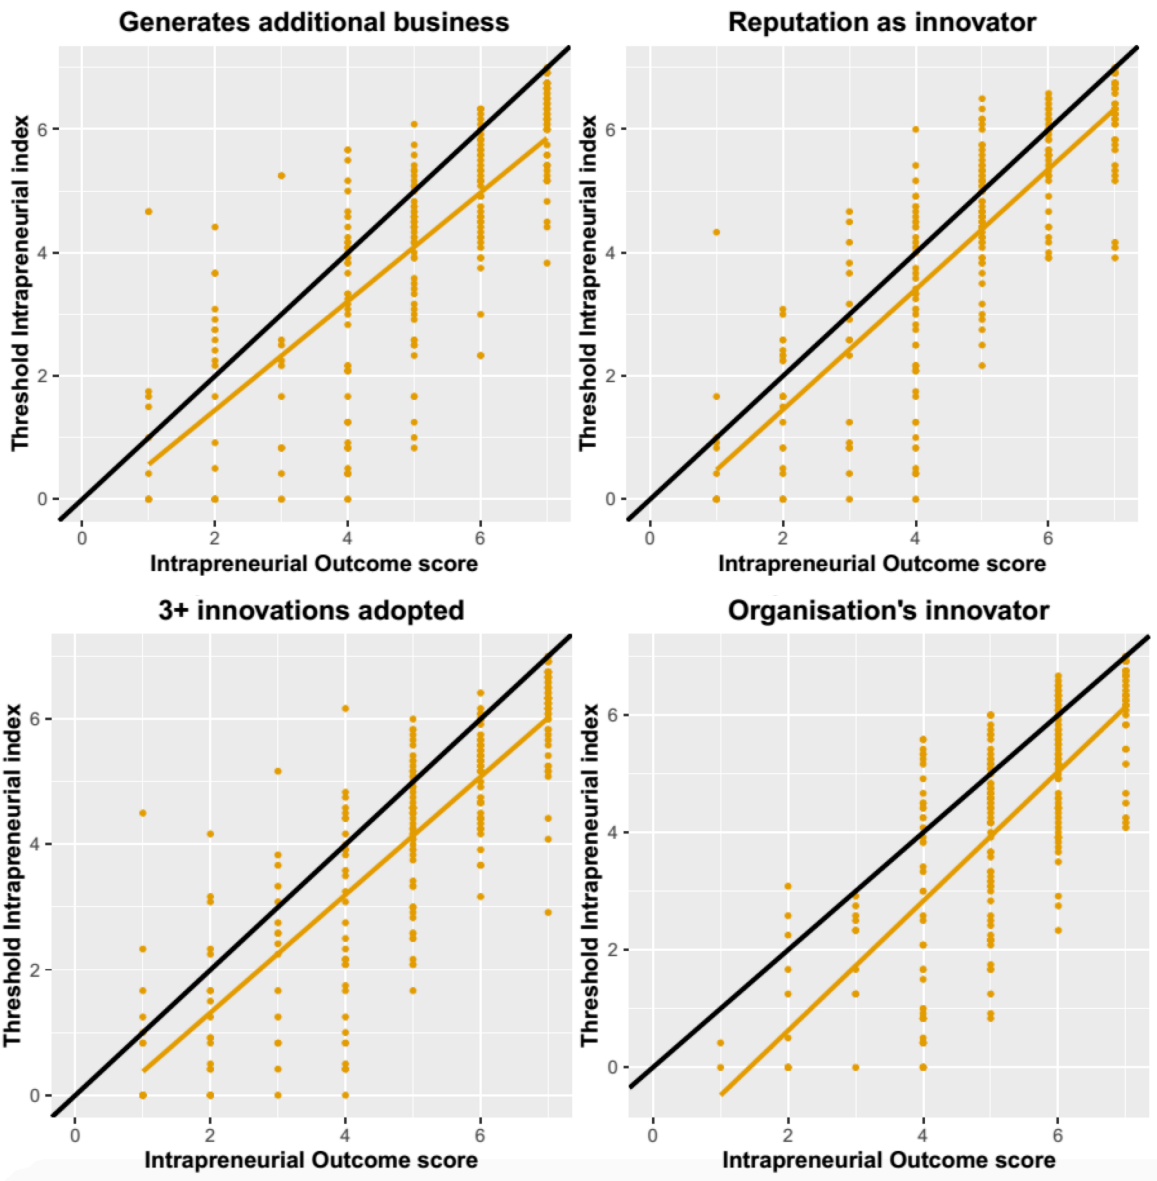 Generates additional business
Threshold Intrapreneurial index
6
4
2
0
0 2 4 6
Intrapreneurial Outcome score
Reputation as innovator
Threshold Intrapreneurial index
6
4
2
0
0 2 4 6
Intrapreneurial Outcome score
3+ innovations adopted
Threshold Intrapreneurial index
6
4
2
0
0 2 4 6
Intrapreneurial Outcome score
Organisation's innovator
Threshold Intrapreneurial index
6
4
2
0
0 2 4 6
Intrapreneurial Outcome score